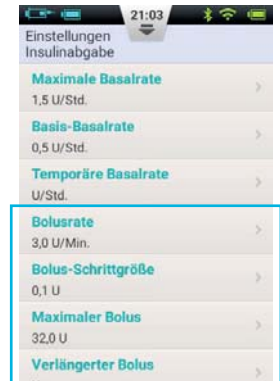 21:03
Einstellungen
Insulinabgabe
Maximale Basalrate
1,5 U/Std.
Basis-Basalrate
0,5 U/Std.
Temporäre Basalrate
U/Std.
Bolusrate
3,0 U/Min.
Bolus-Schrittgröße
0,1 U
Maximaler Bolus
32,0 U
Verlängerter Bolus